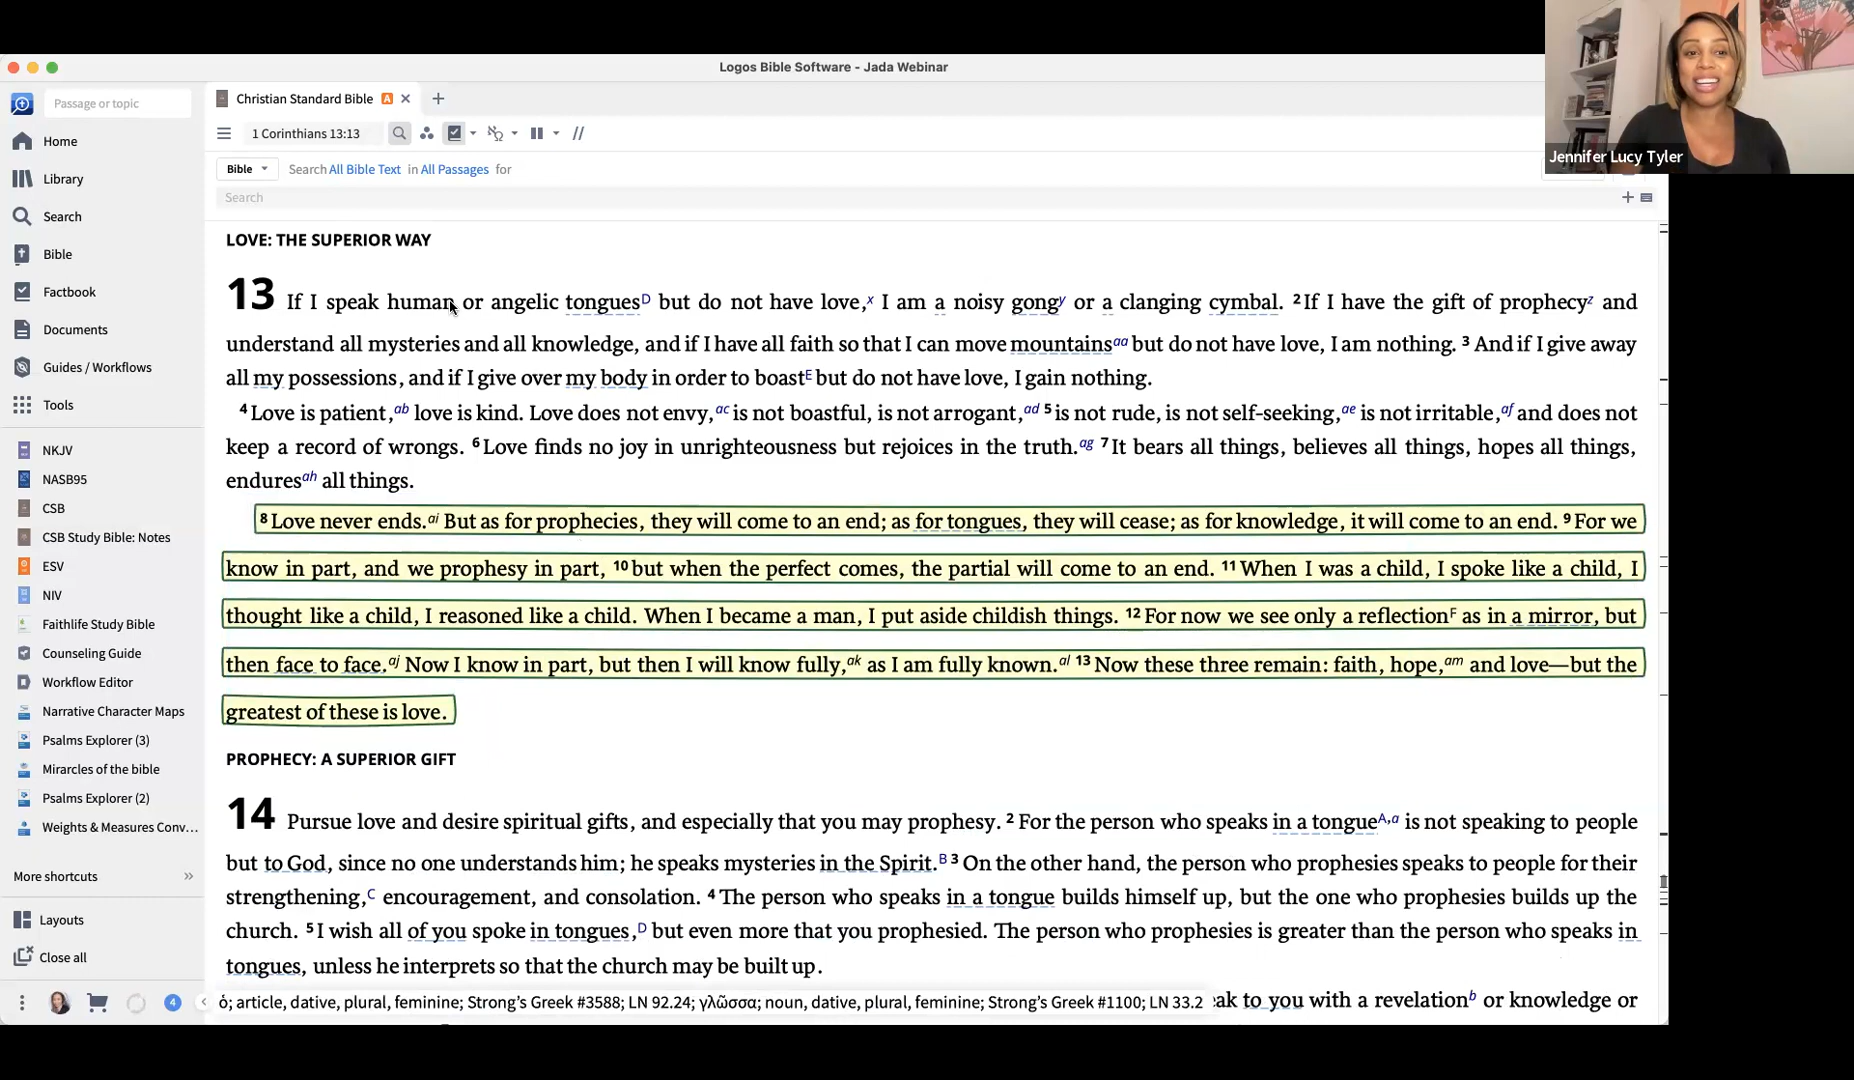 Logos Bible Software - Jada Webinar
Jennifer Lucy Tyler
Passage or topic
Home
Library
Search
Bible
Factbook
Documents
Guides / Workflows
Tools
NKJV
NASB95
CSB
CSB Study Bible: Notes
ESV
NIV
Faithlife Study Bible
Counseling Guide
Workflow Editor
Narrative Character Maps
Psalms Explorer (3)
Mirarcles of the bible
Psalms Explorer (2)
Weights & Measures Conv…
More shortcuts »
Layouts
Close all
4
Christian Standard Bible A
1 Corinthians 13:13
Bible Search All Bible Text in All Passages for
Search
LOVE: THE SUPERIOR WAY
13 If I speak human or angelic tonguesD but do not have love,x I am a noisy gongy or a clanging cymbal. 2 If I have the gift of prophecyz and
understand all mysteries and all knowledge, and if I have all faith so that I can move mountainsaa but do not have love, I am nothing. 3 And if I give away
all my possessions, and if I give over my body in order to boastE but do not have love, I gain nothing.
4 Love is patient,ab love is kind. Love does not envy,ac is not boastful, is not arrogant,ad 5 is not rude, is not self-seeking,ae is not irritable,af and does not
keep a record of wrongs. 6 Love finds no joy in unrighteousness but rejoices in the truth.ag 7 It bears all things, believes all things, hopes all things,
enduresah all things.
8 Love never ends.ai But as for prophecies, they will come to an end; as for tongues, they will cease; as for knowledge, it will come to an end. 9 For we
know in part, and we prophesy in part, 10 but when the perfect comes, the partial will come to an end. 11 When I was a child, I spoke like a child, I
thought like a child, I reasoned like a child. When I became a man, I put aside childish things. 12 For now we see only a reflectionF as in a mirror, but
then face to face.aj Now I know in part, but then I will know fully,ak as I am fully known.al 13 Now these three remain: faith, hope,am and love—but the
greatest of these is love.
PROPHECY: A SUPERIOR GIFT
14 Pursue love and desire spiritual gifts, and especially that you may prophesy. 2 For the person who speaks in a tongueA,a is not speaking to people
but to God, since no one understands him; he speaks mysteries in the Spirit.B 3 On the other hand, the person who prophesies speaks to people for their
strengthening,C encouragement, and consolation. 4 The person who speaks in a tongue builds himself up, but the one who prophesies builds up the
church. 5 I wish all of you spoke in tongues,D but even more that you prophesied. The person who prophesies is greater than the person who speaks in
tongues, unless he interprets so that the church may be built up.
ὁ; article, dative, plural, feminine; Strong’s Greek #3588; LN 92.24; γλῶσσα; noun, dative, plural, feminine; Strong’s Greek #1100; LN 33.2 eak to you with a revelationb or knowledge or